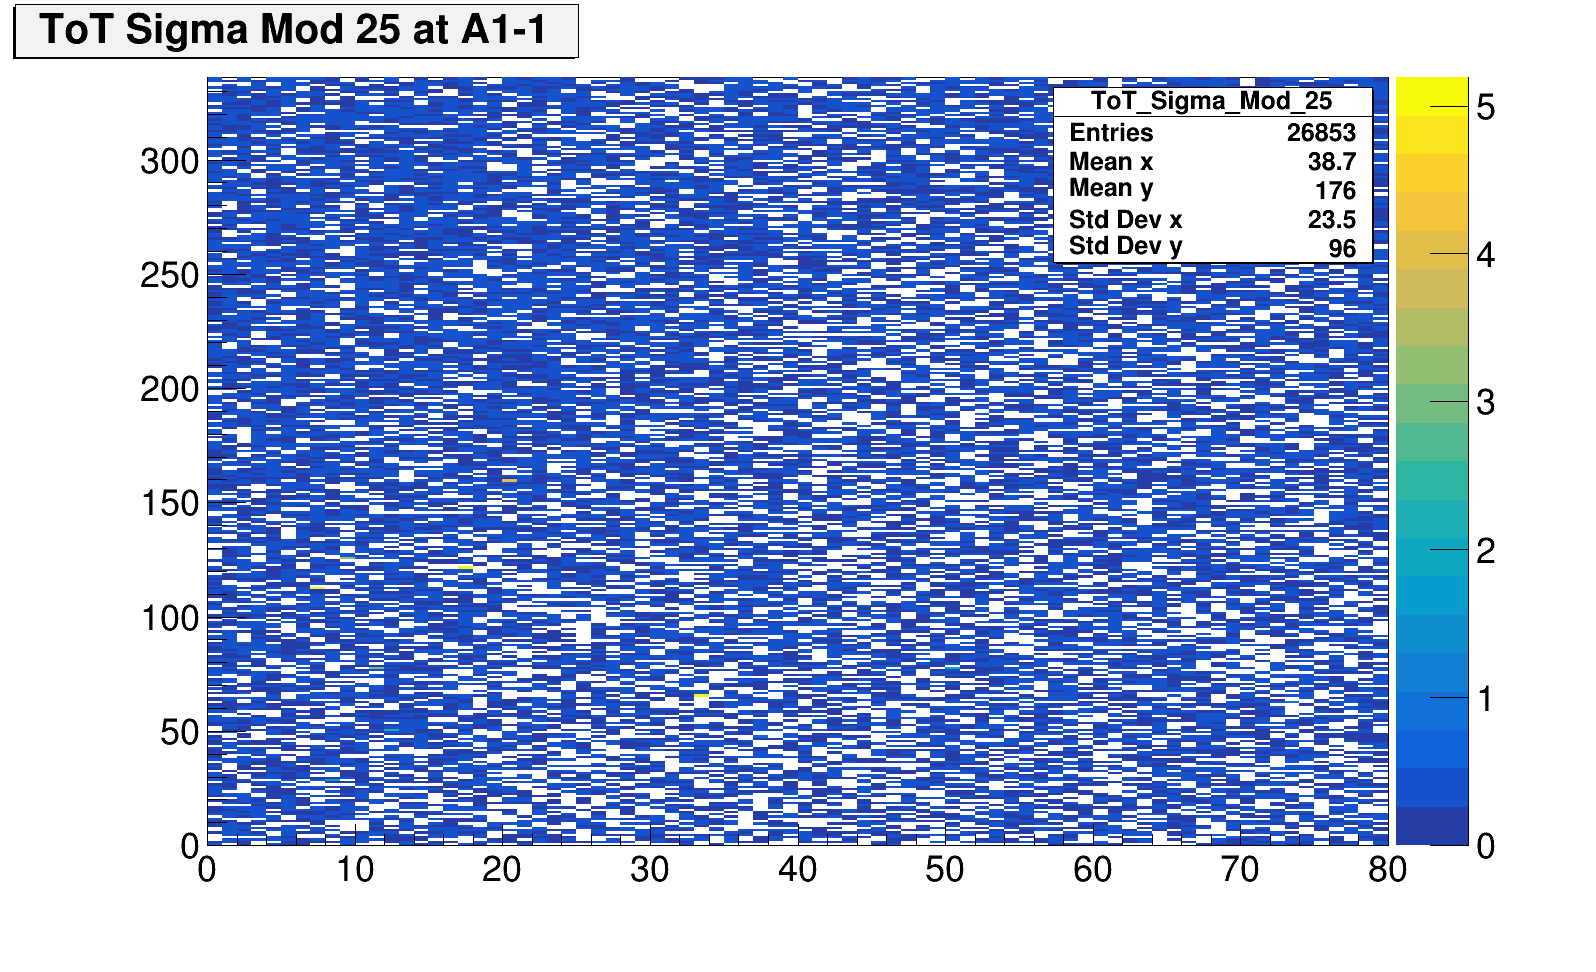 ToT Sigma Mod 25 at A1-1
ToT_Sigma_Mod_25
Entries 26853
Mean x 38.7
Mean y 176
Std Dev x 23.5
Std Dev y 96
300
250
200
150
100
50
0
0 10 20 30 40 50 60 70 80
5
4
3
2
1
0